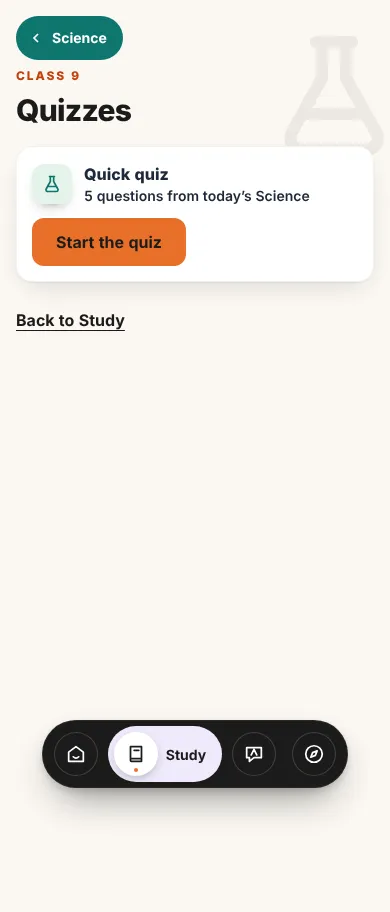 Science
CLASS 9
Quizzes
Quick quiz
5 questions from today’s Science
Start the quiz
Back to Study
Study